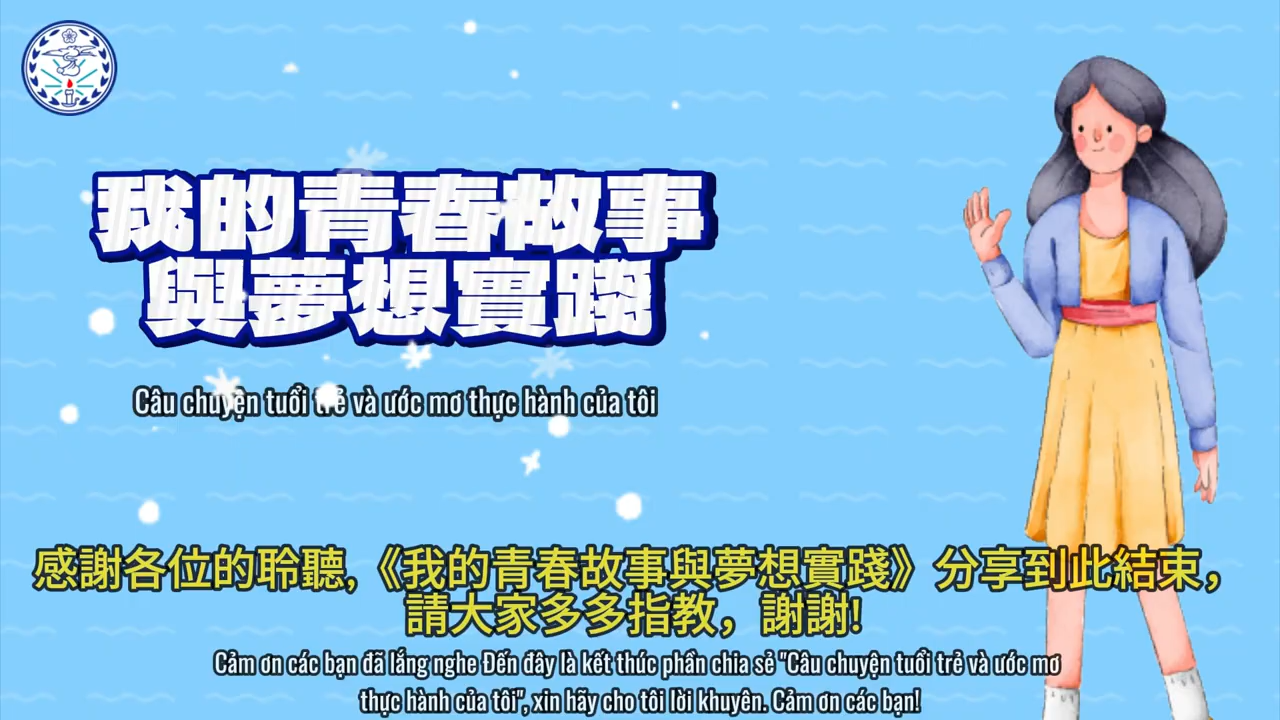 我的青春故事
與夢想實踐
Câu chuyện tuổi trẻ và ước mơ thực hành của tôi
感謝各位的聆聽,《我的青春故事與夢想實踐》分享到此結束，
請大家多多指教，謝謝!
Cảm ơn các bạn đã lắng nghe Đến đây là kết thúc phần chia sẻ "Câu chuyện tuổi trẻ và ước mơ
thực hành của tôi", xin hãy cho tôi lời khuyên. Cảm ơn các bạn!